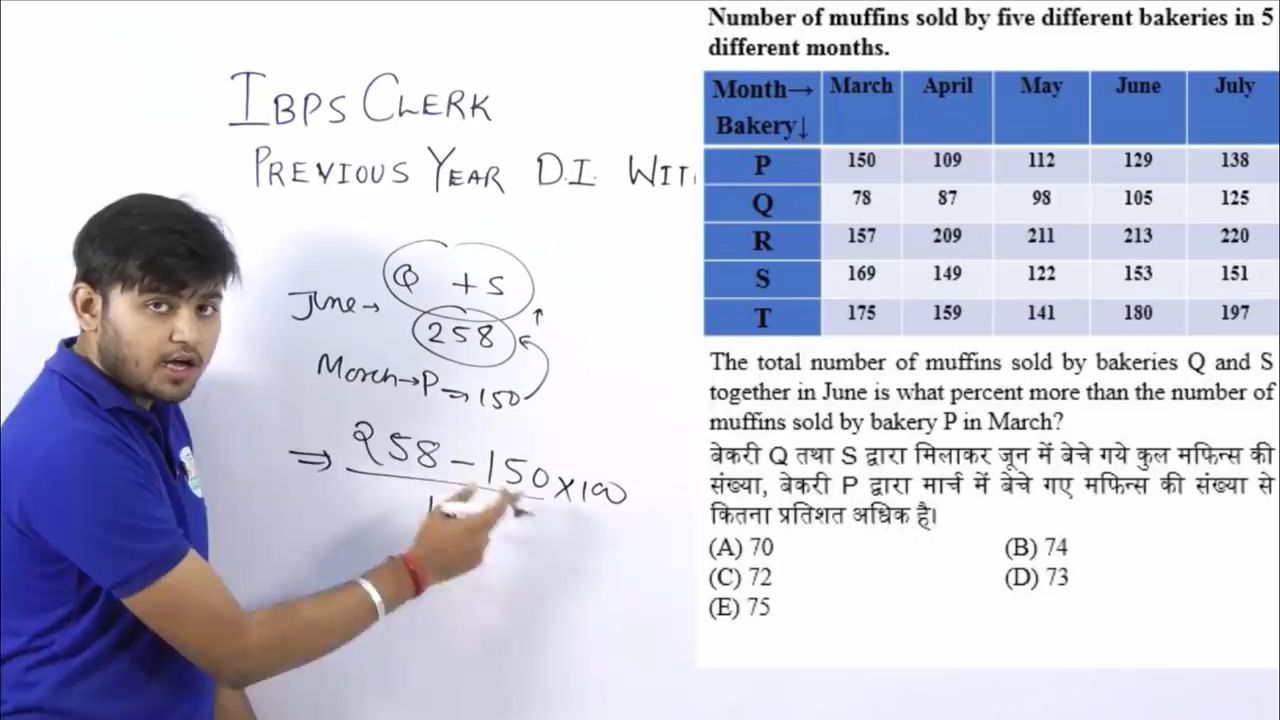 IBPS CLERK
PREVIOUS YEAR D.I. WIT
Q + S
June →
258
March → P → 150
⇒ 258 - 150 × 100
Number of muffins sold by five different bakeries in 5
different months.
Month→ Bakery↓ March April May June July
P 150 109 112 129 138
Q 78 87 98 105 125
R 157 209 211 213 220
S 169 149 122 153 151
T 175 159 141 180 197
The total number of muffins sold by bakeries Q and S
together in June is what percent more than the number of
muffins sold by bakery P in March?
बेकरी Q तथा S द्वारा मिलाकर जून में बेचे गये कुल मफिन्स की
संख्या, बेकरी P द्वारा मार्च में बेचे गए मफिन्स की संख्या से
कितना प्रतिशत अधिक है।
(A) 70 (B) 74
(C) 72 (D) 73
(E) 75